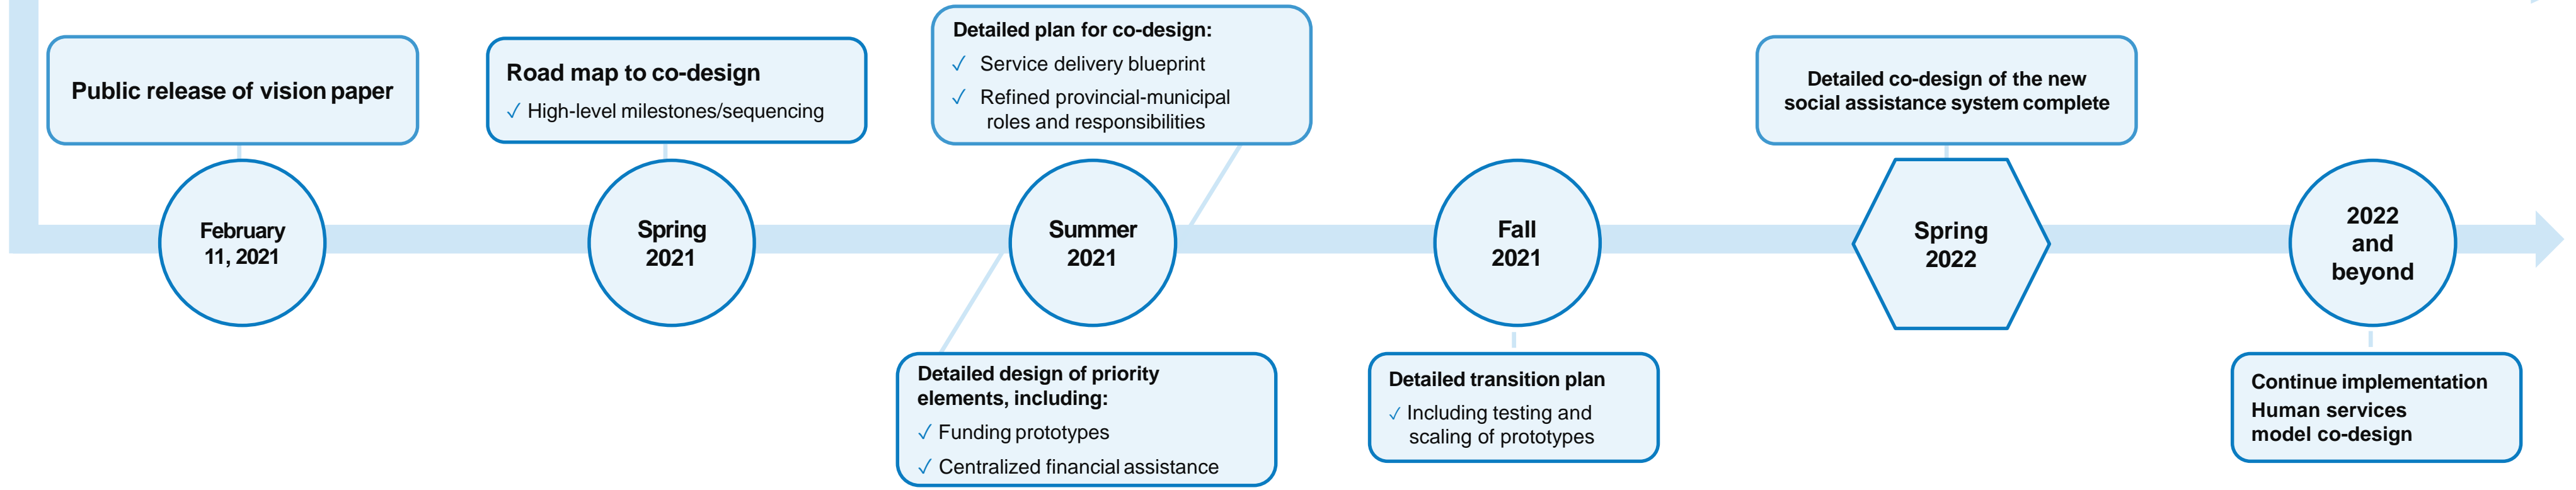 Public release of vision paper
February
11, 2021
Road map to co-design
✓ High-level milestones/sequencing
Spring
2021
Detailed plan for co-design:
✓ Service delivery blueprint
✓ Refined provincial-municipal
roles and responsibilities
Summer
2021
Detailed design of priority
elements, including:
✓ Funding prototypes
✓ Centralized financial assistance
Fall
2021
Detailed transition plan
✓ Including testing and
scaling of prototypes
Detailed co-design of the new
social assistance system complete
Spring
2022
2022
and
beyond
Continue implementation
Human services
model co-design